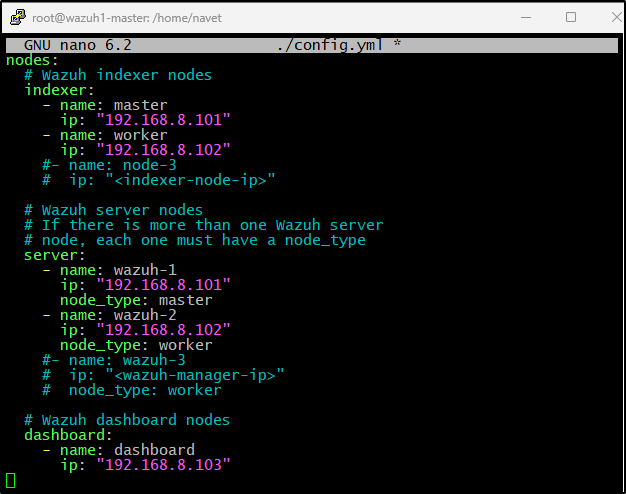 root@wazuh1-master: /home/navet
GNU nano 6.2 ./config.yml *
nodes:
  # Wazuh indexer nodes
  indexer:
    - name: master
      ip: "192.168.8.101"
    - name: worker
      ip: "192.168.8.102"
    #- name: node-3
    #  ip: "<indexer-node-ip>"

  # Wazuh server nodes
  # If there is more than one Wazuh server
  # node, each one must have a node_type
  server:
    - name: wazuh-1
      ip: "192.168.8.101"
      node_type: master
    - name: wazuh-2
      ip: "192.168.8.102"
      node_type: worker
    #- name: wazuh-3
    #  ip: "<wazuh-manager-ip>"
    #  node_type: worker

  # Wazuh dashboard nodes
  dashboard:
    - name: dashboard
      ip: "192.168.8.103"